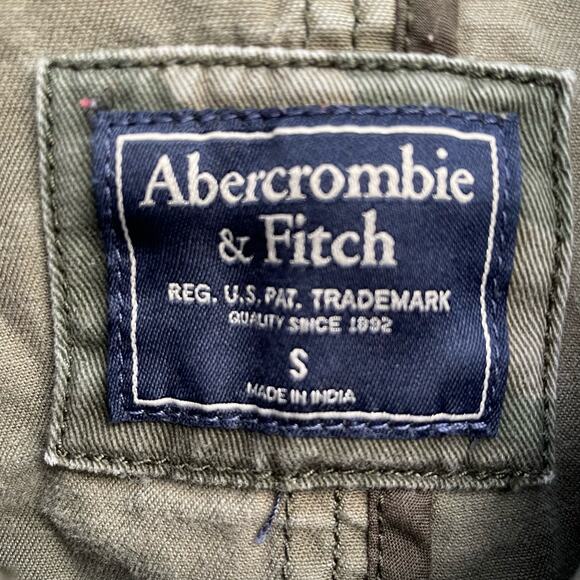 Abercrombie
& Fitch
REG. U.S. PAT. TRADEMARK
QUALITY SINCE 1892
S
MADE IN INDIA